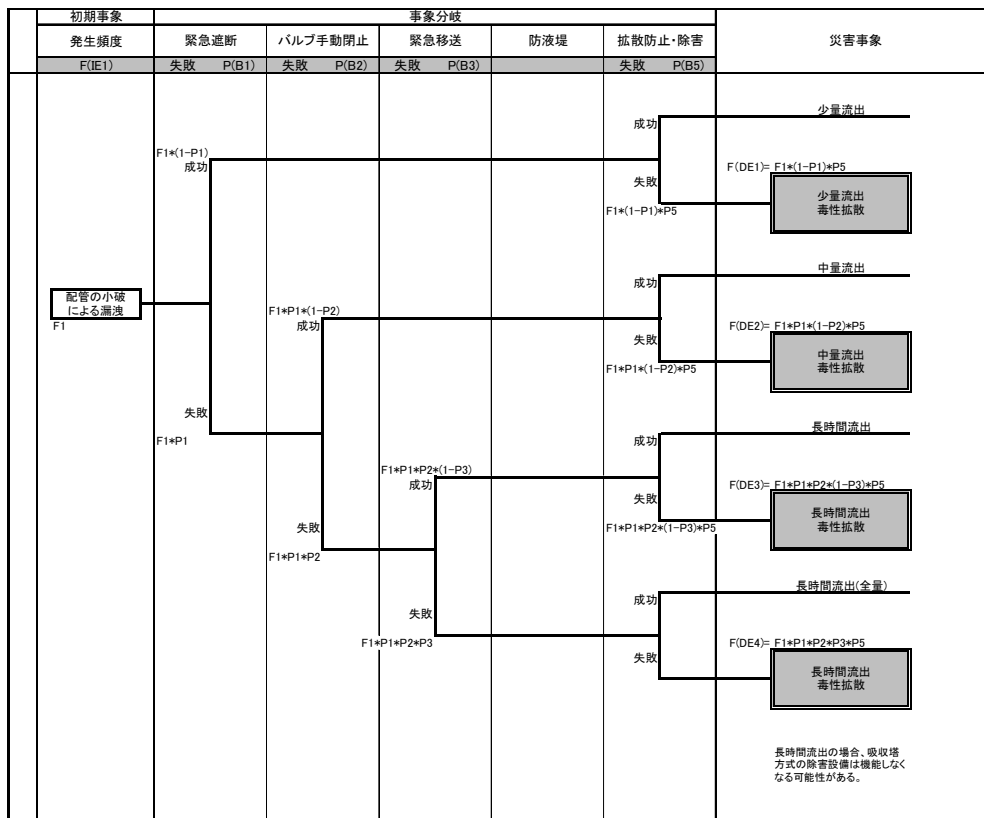 初期事象
事象分岐
発生頻度
緊急遮断
バルブ手動閉止
緊急移送
防液堤
拡散防止・除害
災害事象
F(IE1)
失敗 P(B1)
失敗 P(B2)
失敗 P(B3)
失敗 P(B5)
少量流出
成功
F1*(1-P1)
成功
F(DE1)= F1*(1-P1)*P5
失敗
少量流出
毒性拡散
F1*(1-P1)*P5
中量流出
成功
配管の小破
による漏洩
F1
F1*P1*(1-P2)
成功
F(DE2)= F1*P1*(1-P2)*P5
失敗
中量流出
毒性拡散
F1*P1*(1-P2)*P5
失敗
F1*P1
長時間流出
成功
F1*P1*P2*(1-P3)
成功
F(DE3)= F1*P1*P2*(1-P3)*P5
失敗
長時間流出
毒性拡散
F1*P1*P2*(1-P3)*P5
失敗
F1*P1*P2
長時間流出(全量)
成功
失敗
F1*P1*P2*P3
F(DE4)= F1*P1*P2*P3*P5
失敗
長時間流出
毒性拡散
長時間流出の場合、吸収塔
方式の除害設備は機能しなく
なる可能性がある。